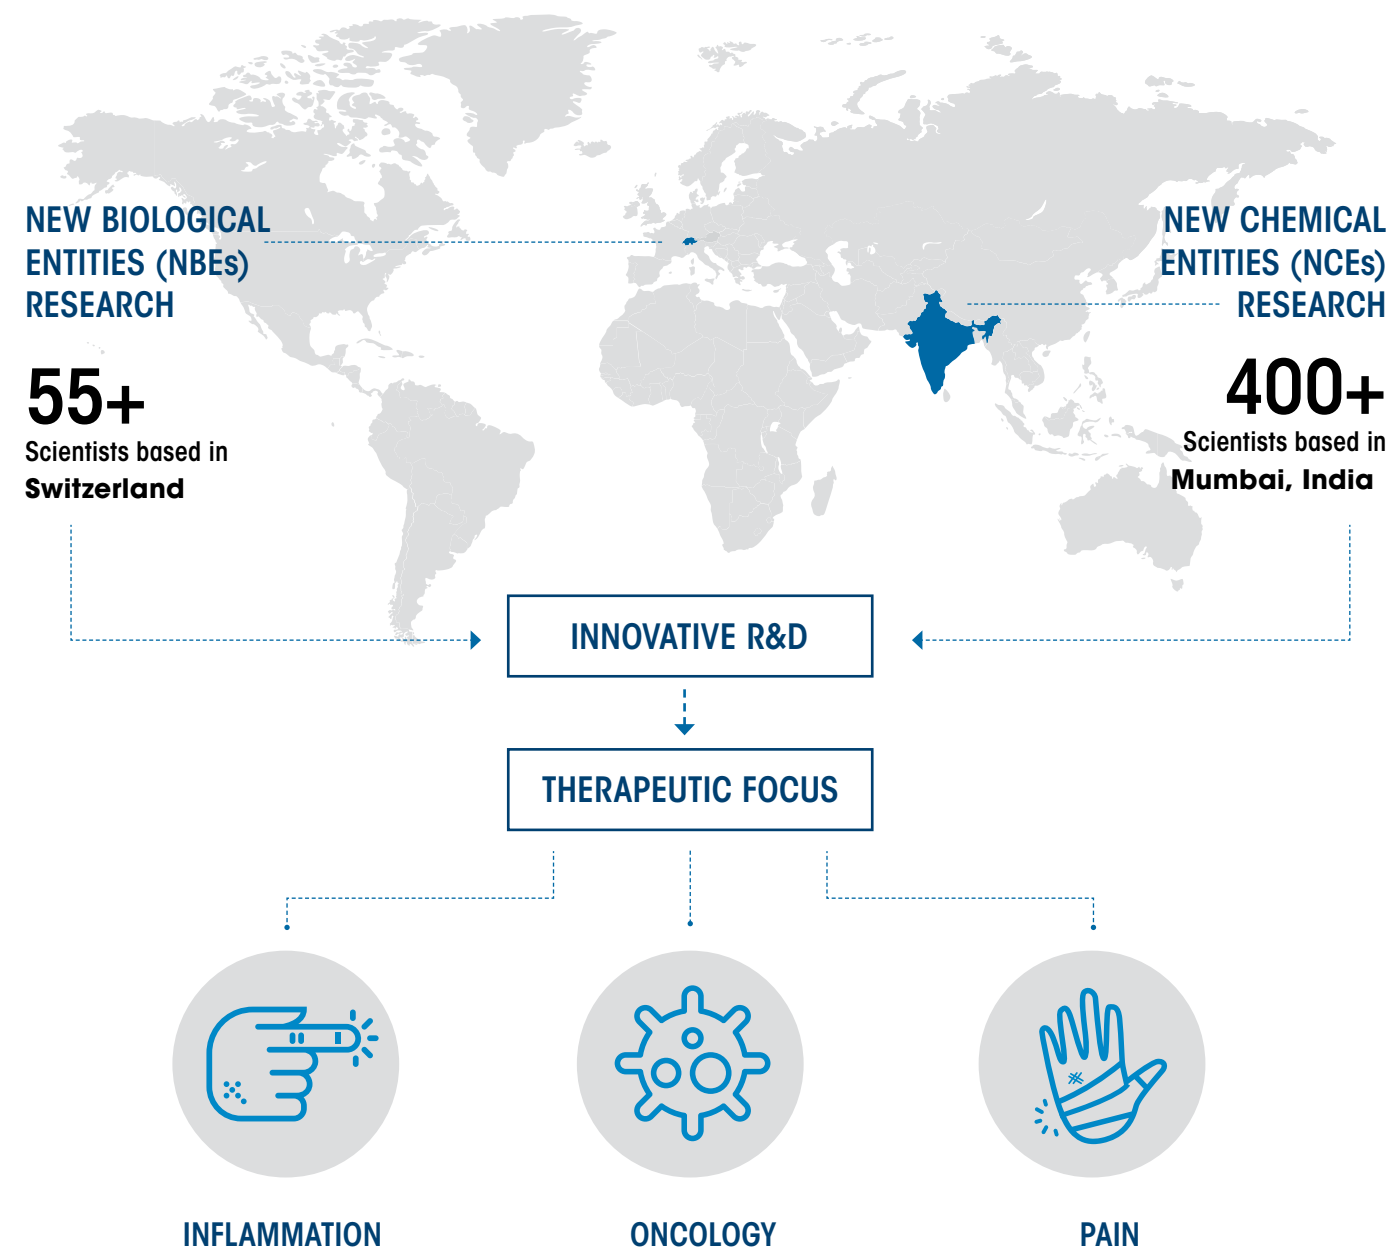 NEW BIOLOGICAL
ENTITIES (NBEs)
RESEARCH
55+
Scientists based in
Switzerland
NEW CHEMICAL
ENTITIES (NCEs)
RESEARCH
400+
Scientists based in
Mumbai, India
INNOVATIVE R&D
THERAPEUTIC FOCUS
INFLAMMATION
ONCOLOGY
PAIN